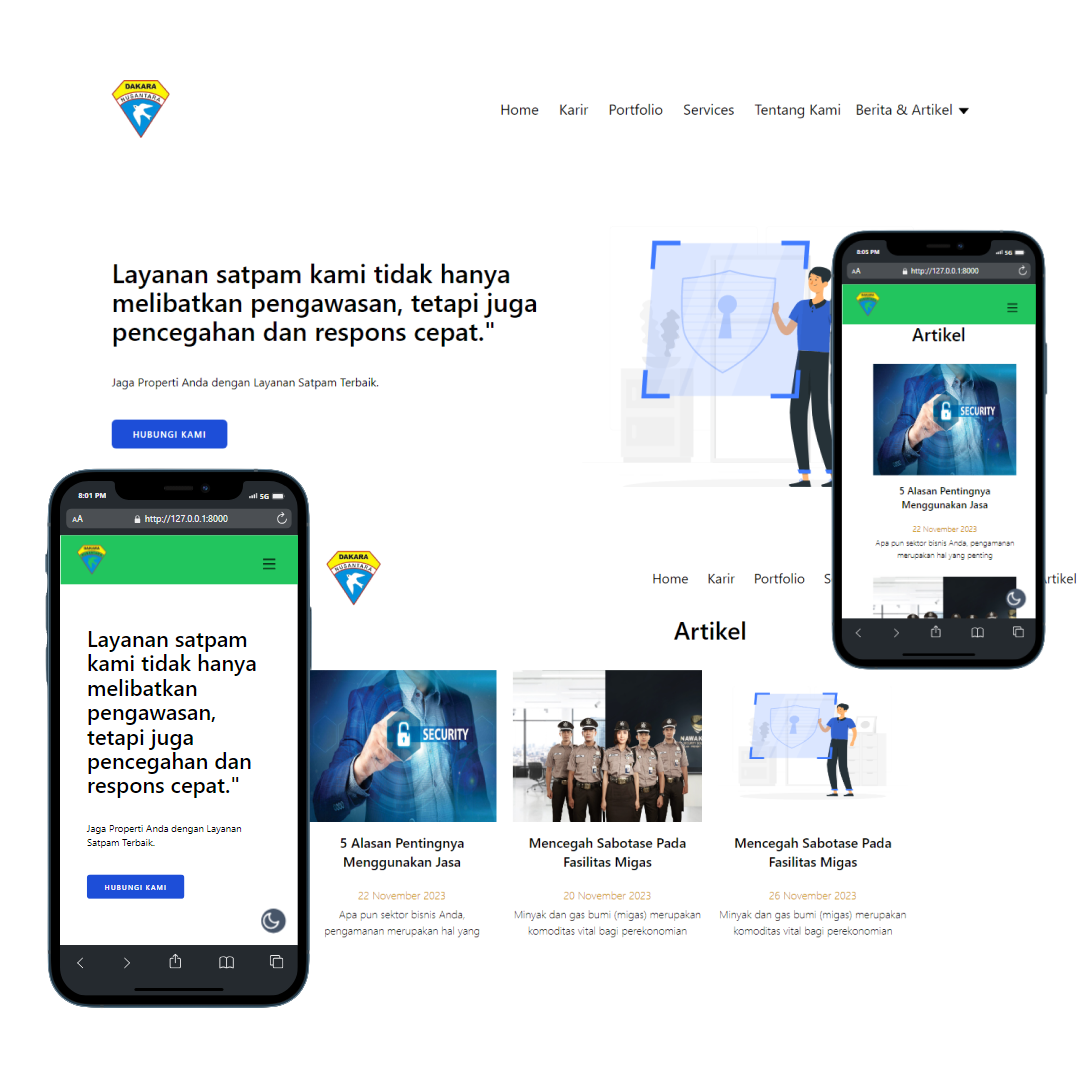 DAKARA
NUSANTARA
Home Karir Portfolio Services Tentang Kami Berita & Artikel
Layanan satpam kami tidak hanya
melibatkan pengawasan, tetapi juga
pencegahan dan respons cepat."
Jaga Properti Anda dengan Layanan Satpam Terbaik.
HUBUNGI KAMI
8:05 PM 5G
AA http://127.0.0.1:8000
DAKARA
Artikel
SECURITY
5 Alasan Pentingnya
Menggunakan Jasa
22 November 2023
Apa pun sektor bisnis Anda, pengamanan
merupakan hal yang penting
8:01 PM 5G
AA http://127.0.0.1:8000
DAKARA
Layanan satpam
kami tidak hanya
melibatkan
pengawasan,
tetapi juga
pencegahan dan
respons cepat."
Jaga Properti Anda dengan Layanan
Satpam Terbaik.
HUBUNGI KAMI
DAKARA
NUSANTARA
Home Karir Portfolio S Artikel
Artikel
SECURITY
NAWAK
5 Alasan Pentingnya
Menggunakan Jasa
22 November 2023
Apa pun sektor bisnis Anda,
pengamanan merupakan hal yang
Mencegah Sabotase Pada
Fasilitas Migas
20 November 2023
Minyak dan gas bumi (migas) merupakan
komoditas vital bagi perekonomian
Mencegah Sabotase Pada
Fasilitas Migas
26 November 2023
Minyak dan gas bumi (migas) merupakan
komoditas vital bagi perekonomian